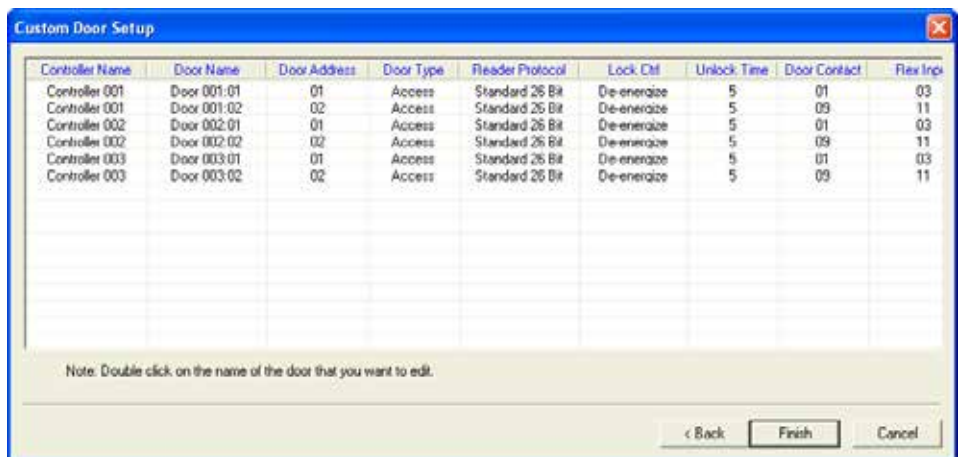 Custom Door Setup
Controller Name Door Name Door Address Door Type Reader Protocol Lock Ctrl Unlock Time Door Contact Rex Inp
Controller 001 Door 001:01 01 Access Standard 26 Bit De-energize 5 01 03
Controller 001 Door 001:02 02 Access Standard 26 Bit De-energize 5 09 11
Controller 002 Door 002:01 01 Access Standard 26 Bit De-energize 5 01 03
Controller 002 Door 002:02 02 Access Standard 26 Bit De-energize 5 09 11
Controller 003 Door 003:01 01 Access Standard 26 Bit De-energize 5 01 03
Controller 003 Door 003:02 02 Access Standard 26 Bit De-energize 5 09 11
Note: Double click on the name of the door that you want to edit.
< Back Finish Cancel